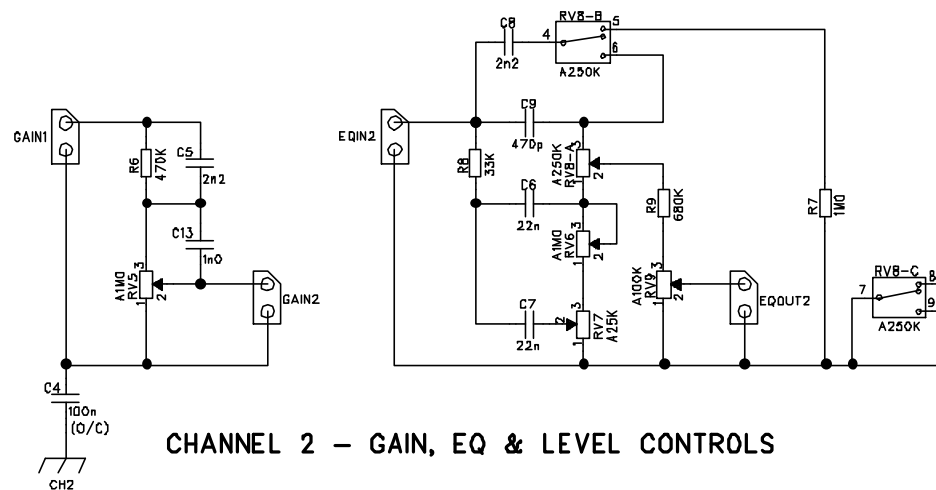 RV8-B
C8
2n2
4
5
6
A250K
GAIN1
R6
470K
C5
2n2
C13
1n0
A1M0
RV5
3
2
1
GAIN2
C4
100n
(O/C)
CH2
EQIN2
C9
470p
R8
33K
A250K
RV8-A
3
2
1
C6
22n
A1M0
RV6
3
2
1
C7
22n
RV7
A25K
3
2
1
R9
680K
A100K
RV9
3
2
1
EQOUT2
R7
1M0
RV8-C
7
8
9
A250K
CHANNEL 2 - GAIN, EQ & LEVEL CONTROLS